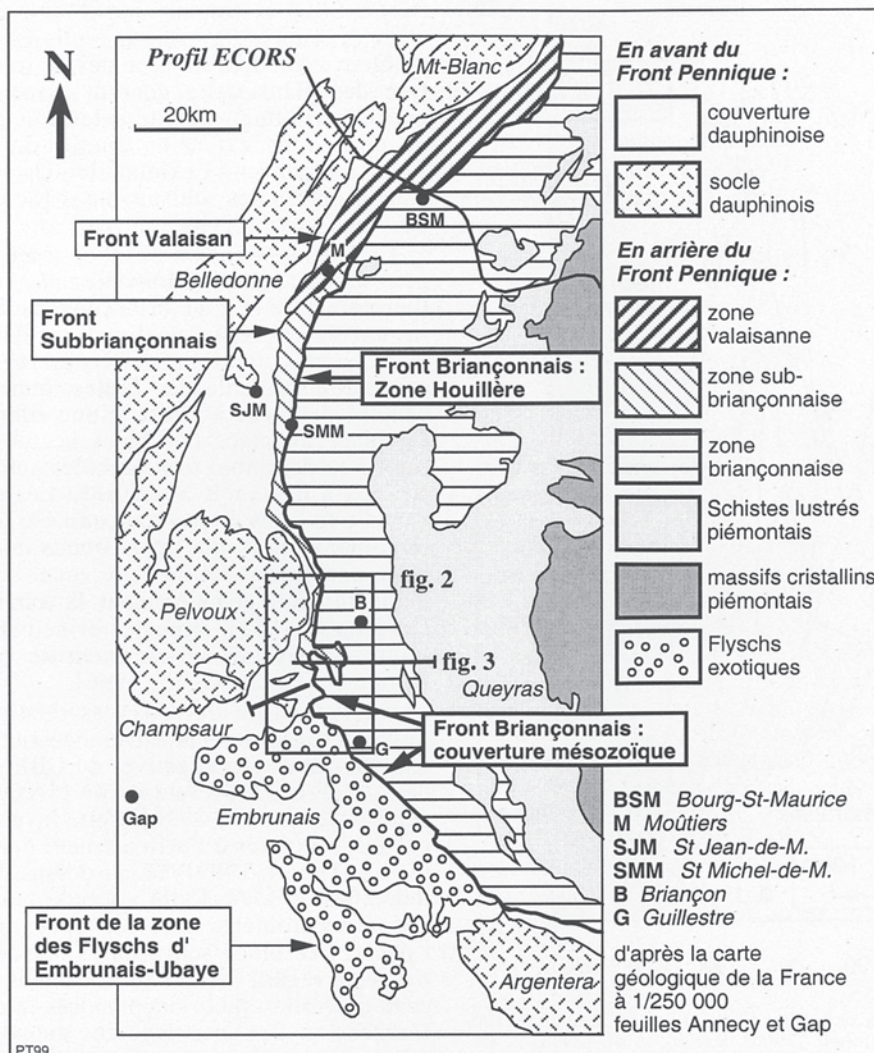 N
Profil ECORS
20km
Mt-Blanc
BSM
Front Valaisan
M
Belledonne
Front
Subbriançonnais
Front Briançonnais :
Zone Houillère
SJM
SMM
fig. 2
B
Pelvoux
fig. 3
Queyras
Champsaur
Front Briançonnais :
couverture mésozoïque
G
Gap
Embrunais
Front de la zone
des Flyschs d'
Embrunais-Ubaye
Argentera
PT99
En avant du
Front Pennique :
couverture
dauphinoise
socle
dauphinois
En arrière du
Front Pennique :
zone
valaisanne
zone sub-
briançonnaise
zone
briançonnaise
Schistes lustrés
piémontais
massifs cristallins
piémontais
Flyschs
exotiques
BSM Bourg-St-Maurice
M Moûtiers
SJM St Jean-de-M.
SMM St Michel-de-M.
B Briançon
G Guillestre
d'après la carte
géologique de la France
à 1/250 000
feuilles Annecy et Gap